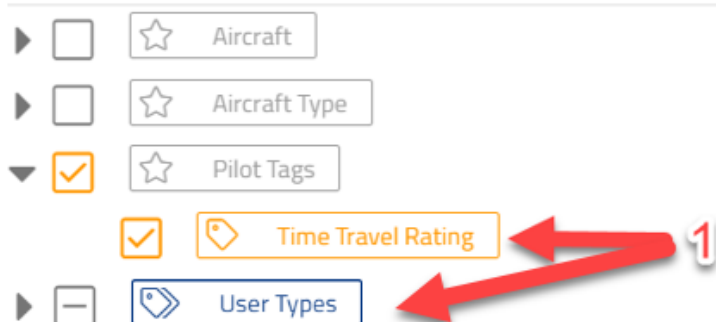 Aircraft
Aircraft Type
Pilot Tags
Time Travel Rating
1
User Types